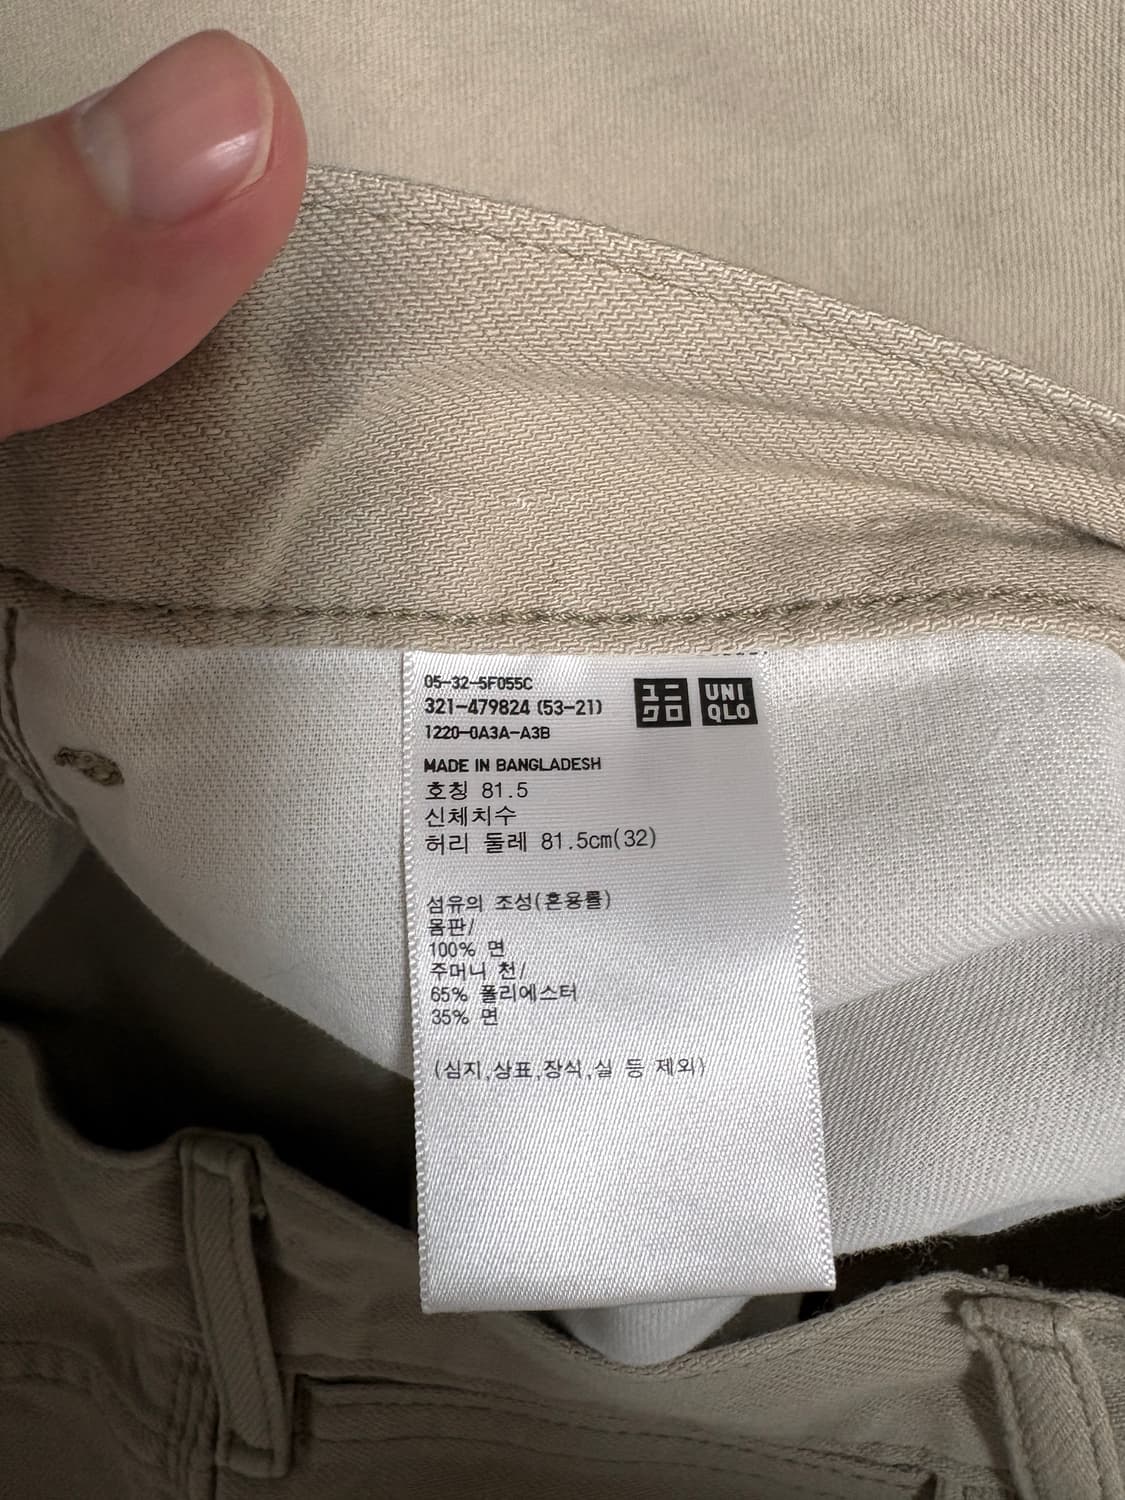 05-32-5F055C
321-479824 (53-21)
1220-0A3A-A3B
ユニクロ
UNIQLO
MADE IN BANGLADESH
호칭 81.5
신체치수
허리 둘레 81.5cm(32)
섬유의 조성(혼용률)
몸판/
100% 면
주머니 천/
65% 폴리에스터
35% 면
(심지,상표,장식,실 등 제외)